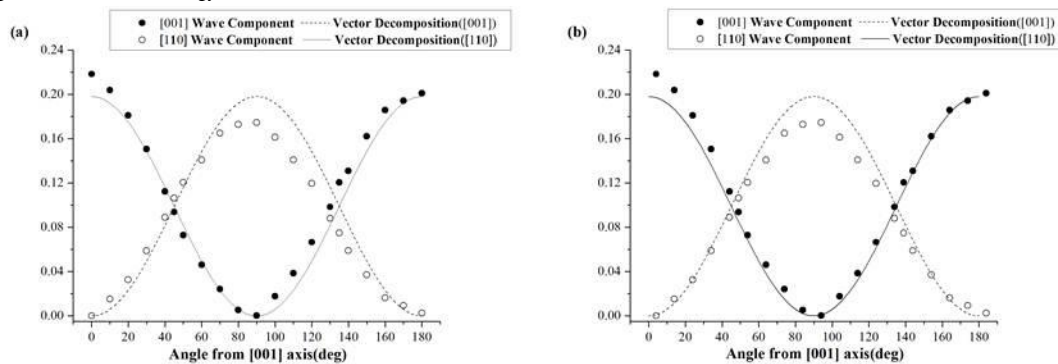 (a)
[001] Wave Component
Vector Decomposition([001])
[110] Wave Component
Vector Decomposition([110])
0.24
0.20
0.16
0.12
0.08
0.04
0.00
0 20 40 60 80 100 120 140 160 180
Angle from [001] axis(deg)
(b)
[001] Wave Component
Vector Decomposition([001])
[110] Wave Component
Vector Decomposition([110])
0.24
0.20
0.16
0.12
0.08
0.04
0.00
0 20 40 60 80 100 120 140 160 180
Angle from [001] axis(deg)